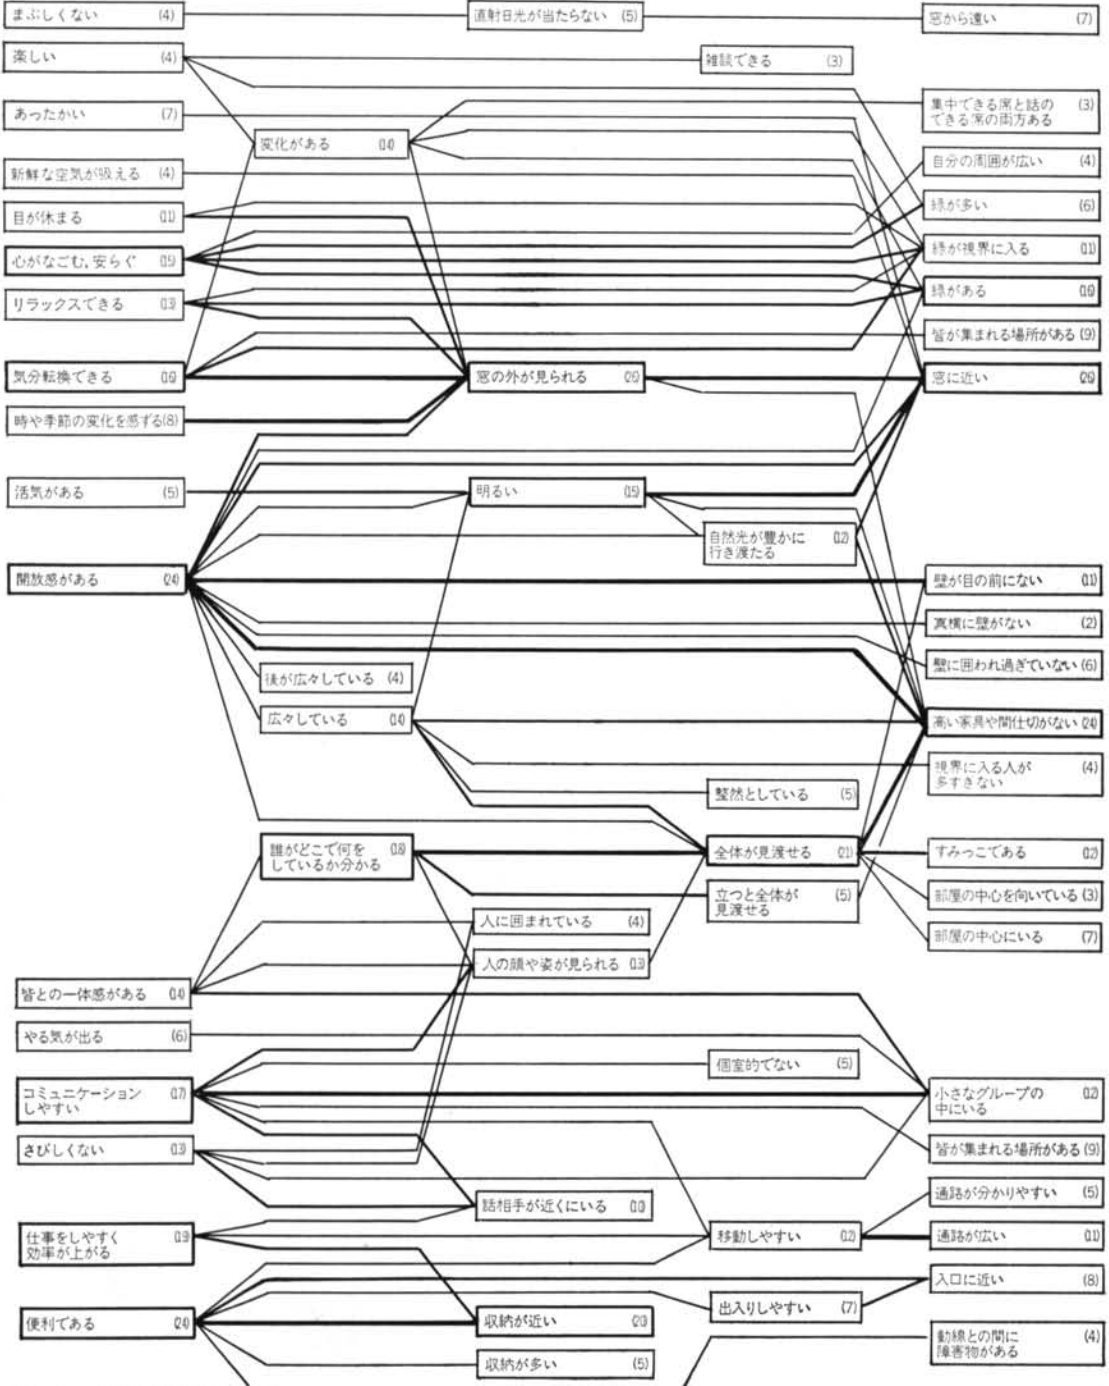 まぶしくない (4)
直射日光が当たらない (5)
窓から遠い (7)
楽しい (4)
雑談できる (3)
集中できる席と話の (3)
できる席の両方ある
あったかい (7)
変化がある (14)
自分の周囲が広い (4)
新鮮な空気が吸える (4)
緑が多い (6)
目が休まる (11)
緑が視界に入る (11)
心がなごむ,安らぐ (15)
緑がある (16)
リラックスできる (13)
皆が集まれる場所がある (9)
気分転換できる (16)
窓の外が見られる (26)
窓に近い (26)
時や季節の変化を感ずる(8)
活気がある (5)
明るい (15)
自然光が豊かに (12)
行き渡たる
開放感がある (24)
壁が目の前にない (11)
真横に壁がない (2)
壁に囲われ過ぎていない (6)
後が広々している (4)
広々している (14)
高い家具や間仕切がない (24)
視界に入る人が (4)
多すぎない
整然としている (5)
誰がどこで何を (18)
しているか分かる
全体が見渡せる (21)
すみっこである (12)
立つと全体が (5)
見渡せる
部屋の中心を向いている (3)
人に囲まれている (4)
部屋の中心にいる (7)
人の顔や姿が見られる (13)
皆との一体感がある (14)
やる気が出る (6)
個室的でない (5)
コミュニケーション (17)
しやすい
小さなグループの (12)
中にいる
さびしくない (13)
皆が集まれる場所がある (9)
通路が分かりやすい (5)
話相手が近くにいる (10)
仕事をしやすく (19)
効率が上がる
移動しやすい (12)
通路が広い (11)
入口に近い (8)
出入りしやすい (7)
便利である (24)
収納が近い (20)
動線との間に (4)
障害物がある
収納が多い (5)